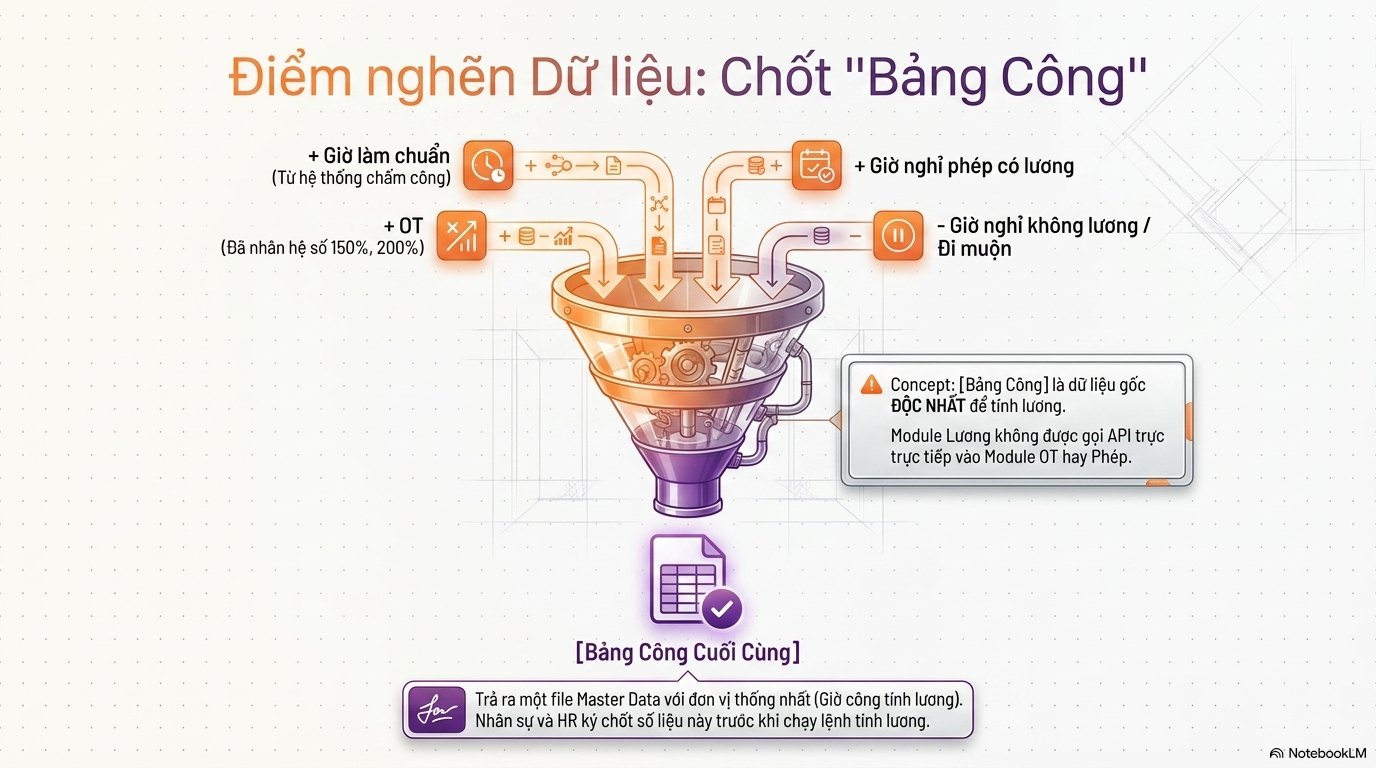 Điểm nghẽn Dữ liệu: Chốt "Bảng Công"
+ Giờ làm chuẩn
(Từ hệ thống chấm công)
+ OT
(Đã nhân hệ số 150%, 200%)
+ Giờ nghỉ phép có lương
- Giờ nghỉ không lương /
Đi muộn
Concept: [Bảng Công] là dữ liệu gốc
ĐỘC NHẤT để tính lương.
Module Lương không được gọi API trực
trực tiếp vào Module OT hay Phép.
[Bảng Công Cuối Cùng]
Trả ra một file Master Data với đơn vị thống nhất (Giờ công tính lương).
Nhân sự và HR ký chốt số liệu này trước khi chạy lệnh tính lương.
NotebookLM